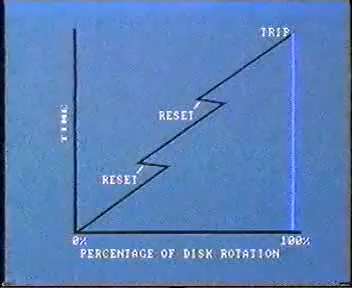 TRIP
RESET
TIME
RESET
0% 100%
PERCENTAGE OF DISK ROTATION